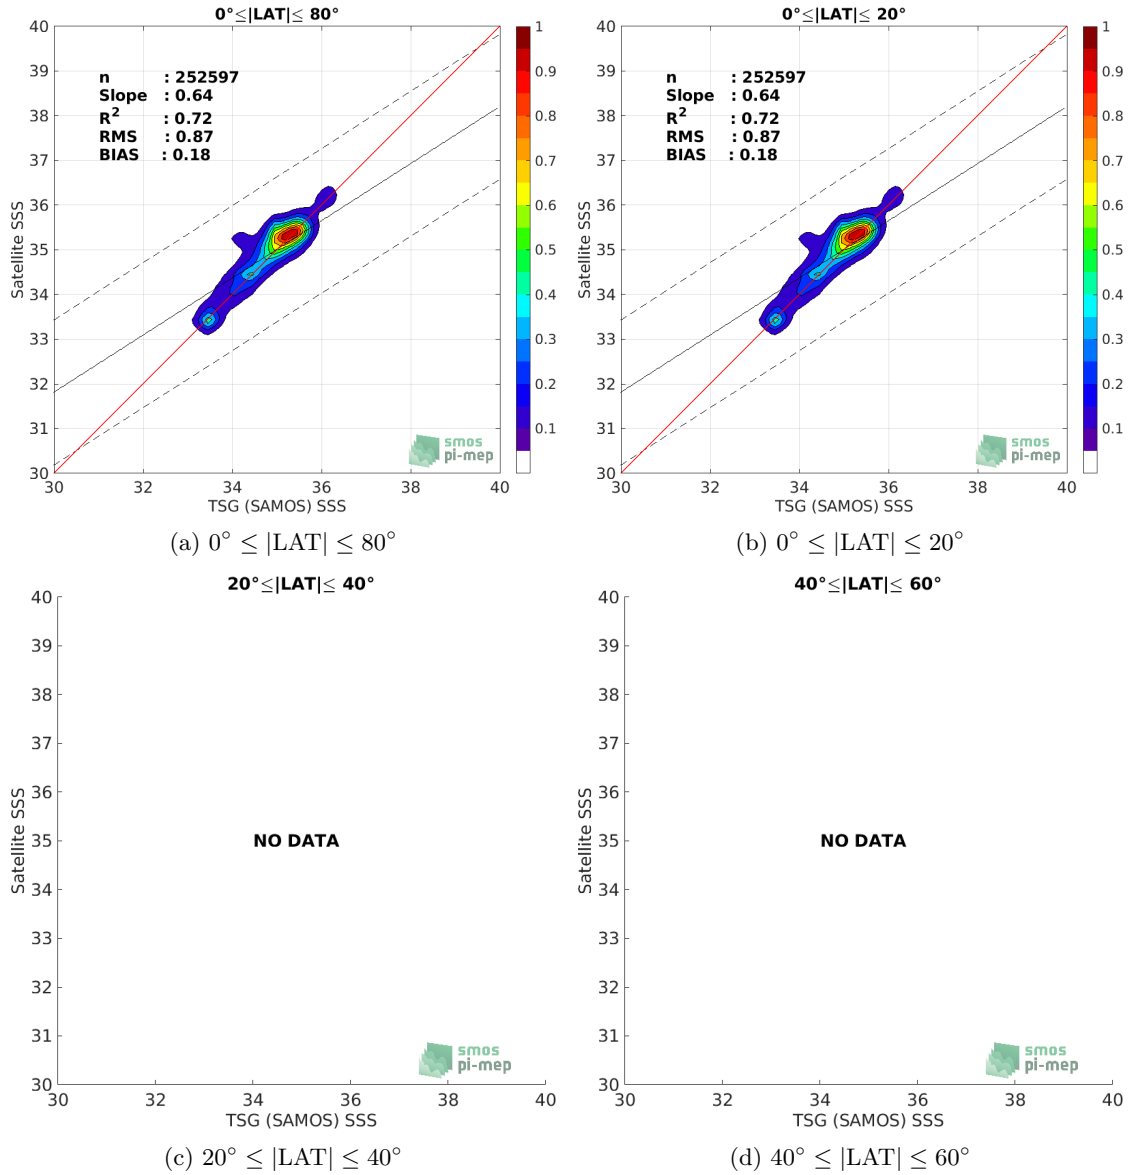 0°≤|LAT|≤ 80°
40
39
38
37
36
35
34
33
32
31
30
Satellite SSS
n : 252597
Slope : 0.64
R² : 0.72
RMS : 0.87
BIAS : 0.18
smos
pi-mep
30 32 34 36 38 40
TSG (SAMOS) SSS
1
0.9
0.8
0.7
0.6
0.5
0.4
0.3
0.2
0.1
(a) 0° ≤ |LAT| ≤ 80°
0°≤|LAT|≤ 20°
40
39
38
37
36
35
34
33
32
31
30
Satellite SSS
n : 252597
Slope : 0.64
R² : 0.72
RMS : 0.87
BIAS : 0.18
smos
pi-mep
30 32 34 36 38 40
TSG (SAMOS) SSS
1
0.9
0.8
0.7
0.6
0.5
0.4
0.3
0.2
0.1
(b) 0° ≤ |LAT| ≤ 20°
20°≤|LAT|≤ 40°
40
39
38
37
36
35
34
33
32
31
30
Satellite SSS
NO DATA
smos
pi-mep
30 32 34 36 38 40
TSG (SAMOS) SSS
(c) 20° ≤ |LAT| ≤ 40°
40°≤|LAT|≤ 60°
40
39
38
37
36
35
34
33
32
31
30
Satellite SSS
NO DATA
smos
pi-mep
30 32 34 36 38 40
TSG (SAMOS) SSS
(d) 40° ≤ |LAT| ≤ 60°